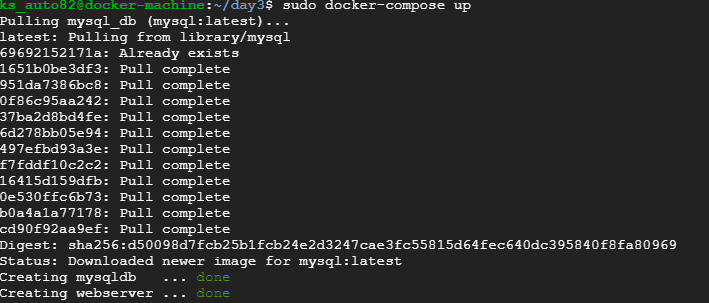 ks_auto82@docker-machine:~/day3$ sudo docker-compose up
Pulling mysql_db (mysql:latest)...
latest: Pulling from library/mysql
69692152171a: Already exists
1651b0be3df3: Pull complete
951da7386bc8: Pull complete
0f86c95aa242: Pull complete
37ba2d8bd4fe: Pull complete
6d278bb05e94: Pull complete
497efbd93a3e: Pull complete
f7fddf10c2c2: Pull complete
16415d159dfb: Pull complete
0e530ffc6b73: Pull complete
b0a4a1a77178: Pull complete
cd90f92aa9ef: Pull complete
Digest: sha256:d50098d7fcb25b1fcb24e2d3247cae3fc55815d64fec640dc395840f8fa80969
Status: Downloaded newer image for mysql:latest
Creating mysqldb   ... done
Creating webserver ... done